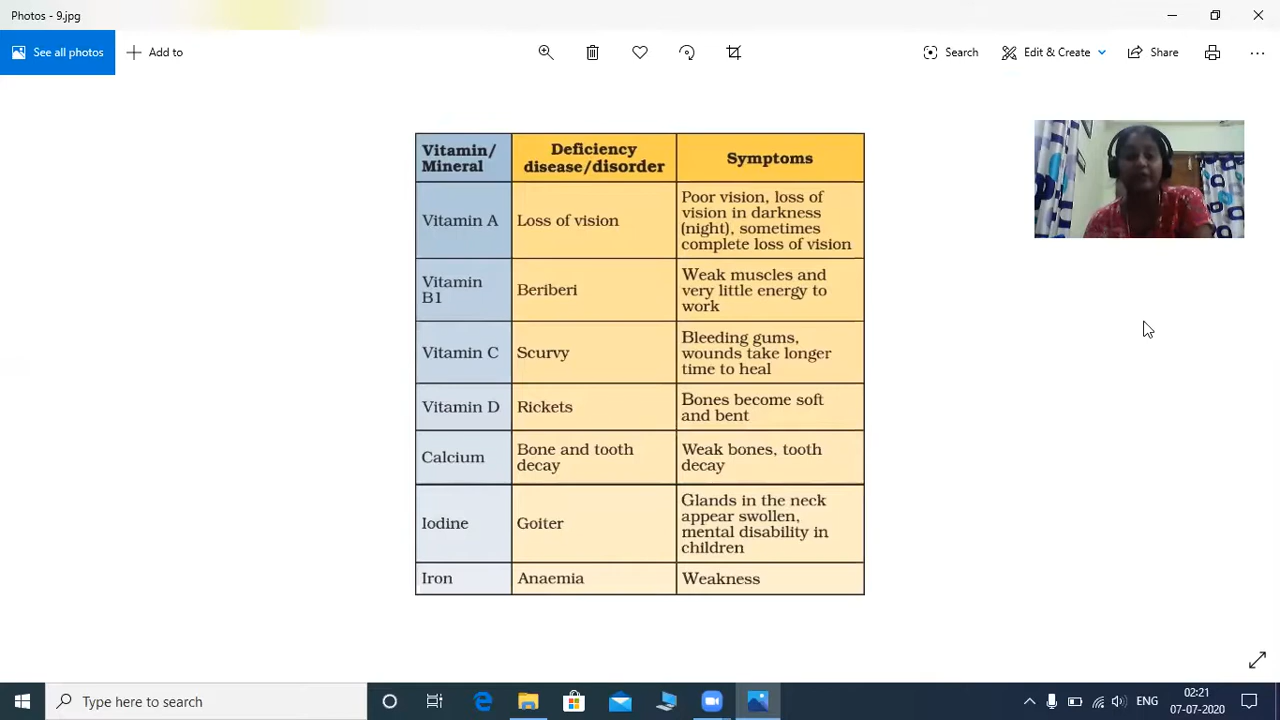 Photos - 9.jpg
See all photos
Add to
Search
Edit & Create
Share
Vitamin/
Mineral
Deficiency
disease/disorder
Symptoms
Vitamin A
Loss of vision
Poor vision, loss of
vision in darkness
(night), sometimes
complete loss of vision
Vitamin
B1
Beriberi
Weak muscles and
very little energy to
work
Vitamin C
Scurvy
Bleeding gums,
wounds take longer
time to heal
Vitamin D
Rickets
Bones become soft
and bent
Calcium
Bone and tooth
decay
Weak bones, tooth
decay
Iodine
Goiter
Glands in the neck
appear swollen,
mental disability in
children
Iron
Anaemia
Weakness
Type here to search
ENG
02:21
07-07-2020